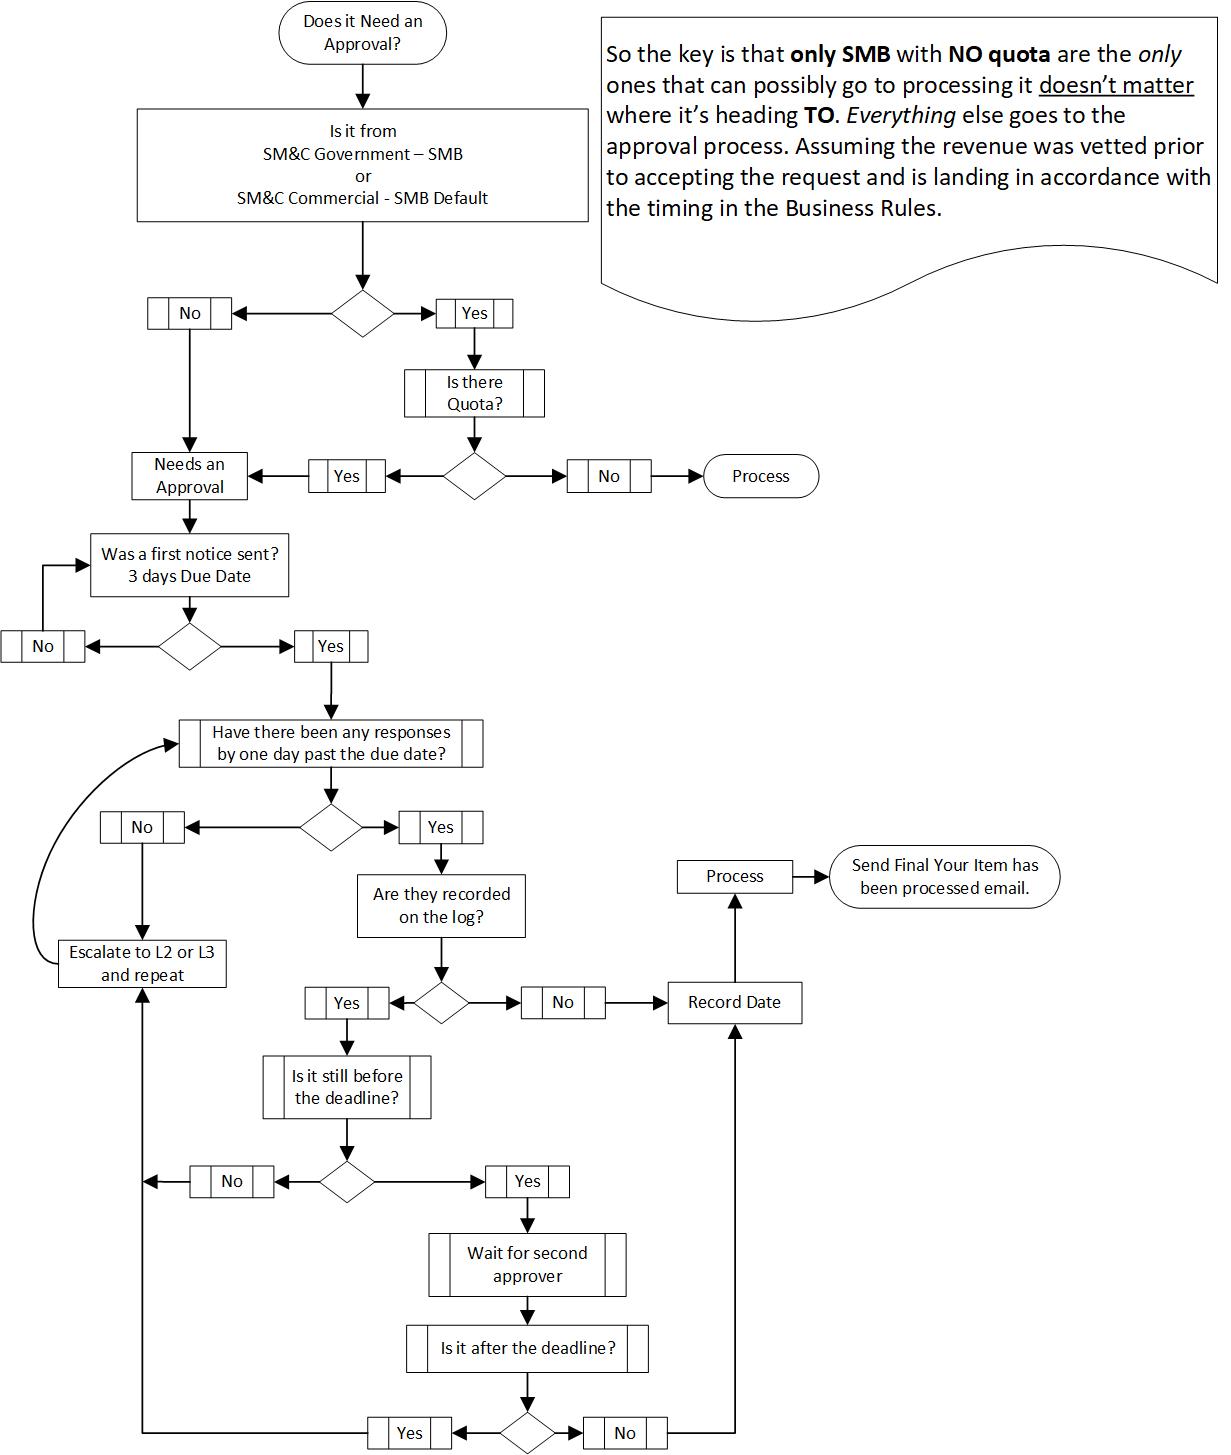 Does it Need an
Approval?
So the key is that only SMB with NO quota are the only
ones that can possibly go to processing it doesn’t matter
where it’s heading TO. Everything else goes to the
approval process. Assuming the revenue was vetted prior
to accepting the request and is landing in accordance with
the timing in the Business Rules.
Is it from
SM&C Government – SMB
or
SM&C Commercial - SMB Default
No
Yes
Is there
Quota?
Needs an
Approval
Yes
No
Process
Was a first notice sent?
3 days Due Date
No
Yes
Have there been any responses
by one day past the due date?
No
Yes
Are they recorded
on the log?
Process
Send Final Your Item has
been processed email.
Escalate to L2 or L3
and repeat
Yes
No
Record Date
Is it still before
the deadline?
No
Yes
Wait for second
approver
Is it after the deadline?
Yes
No